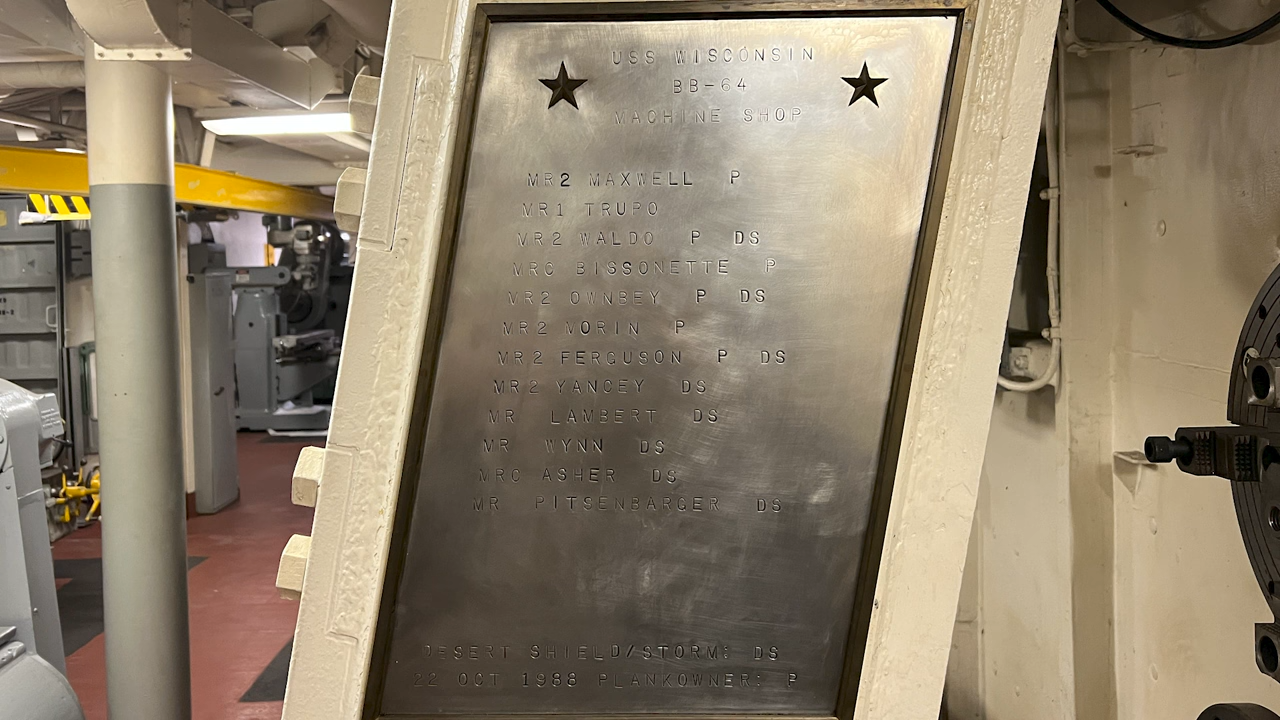 USS WISCONSIN
BB-64
MACHINE SHOP
MR2 MAXWELL P
MR1 TRUPO
MR2 WALDO P DS
MRC BISSONETTE P
MR2 OWNBEY P DS
MR2 MORIN P
MR2 FERGUSON P DS
MR2 YANCEY DS
MR LAMBERT DS
MR WYNN DS
MRC ASHER DS
MR PITSENBARGER DS
DESERT SHIELD/STORM: DS
22 OCT 1988 PLANKOWNER: P